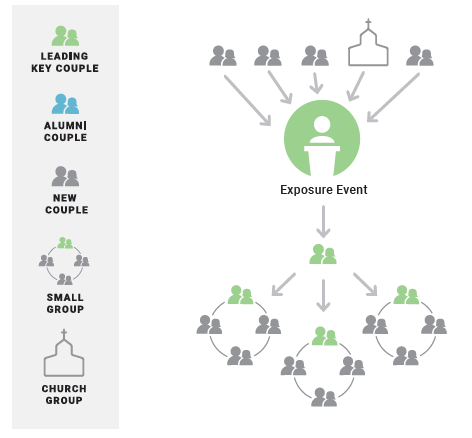 LEADING
KEY COUPLE
ALUMNI
COUPLE
NEW
COUPLE
SMALL
GROUP
CHURCH
GROUP
Exposure Event